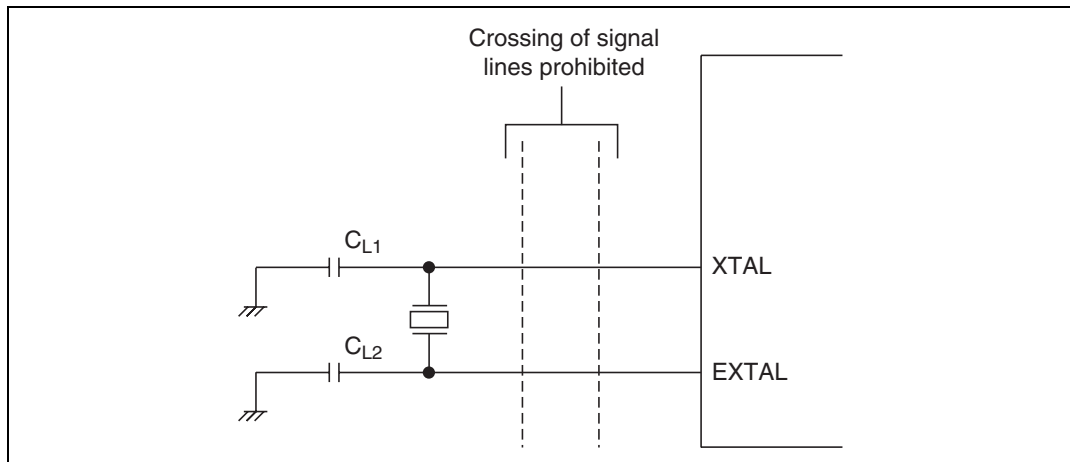 Crossing of signal
lines prohibited
CL1
XTAL
CL2
EXTAL